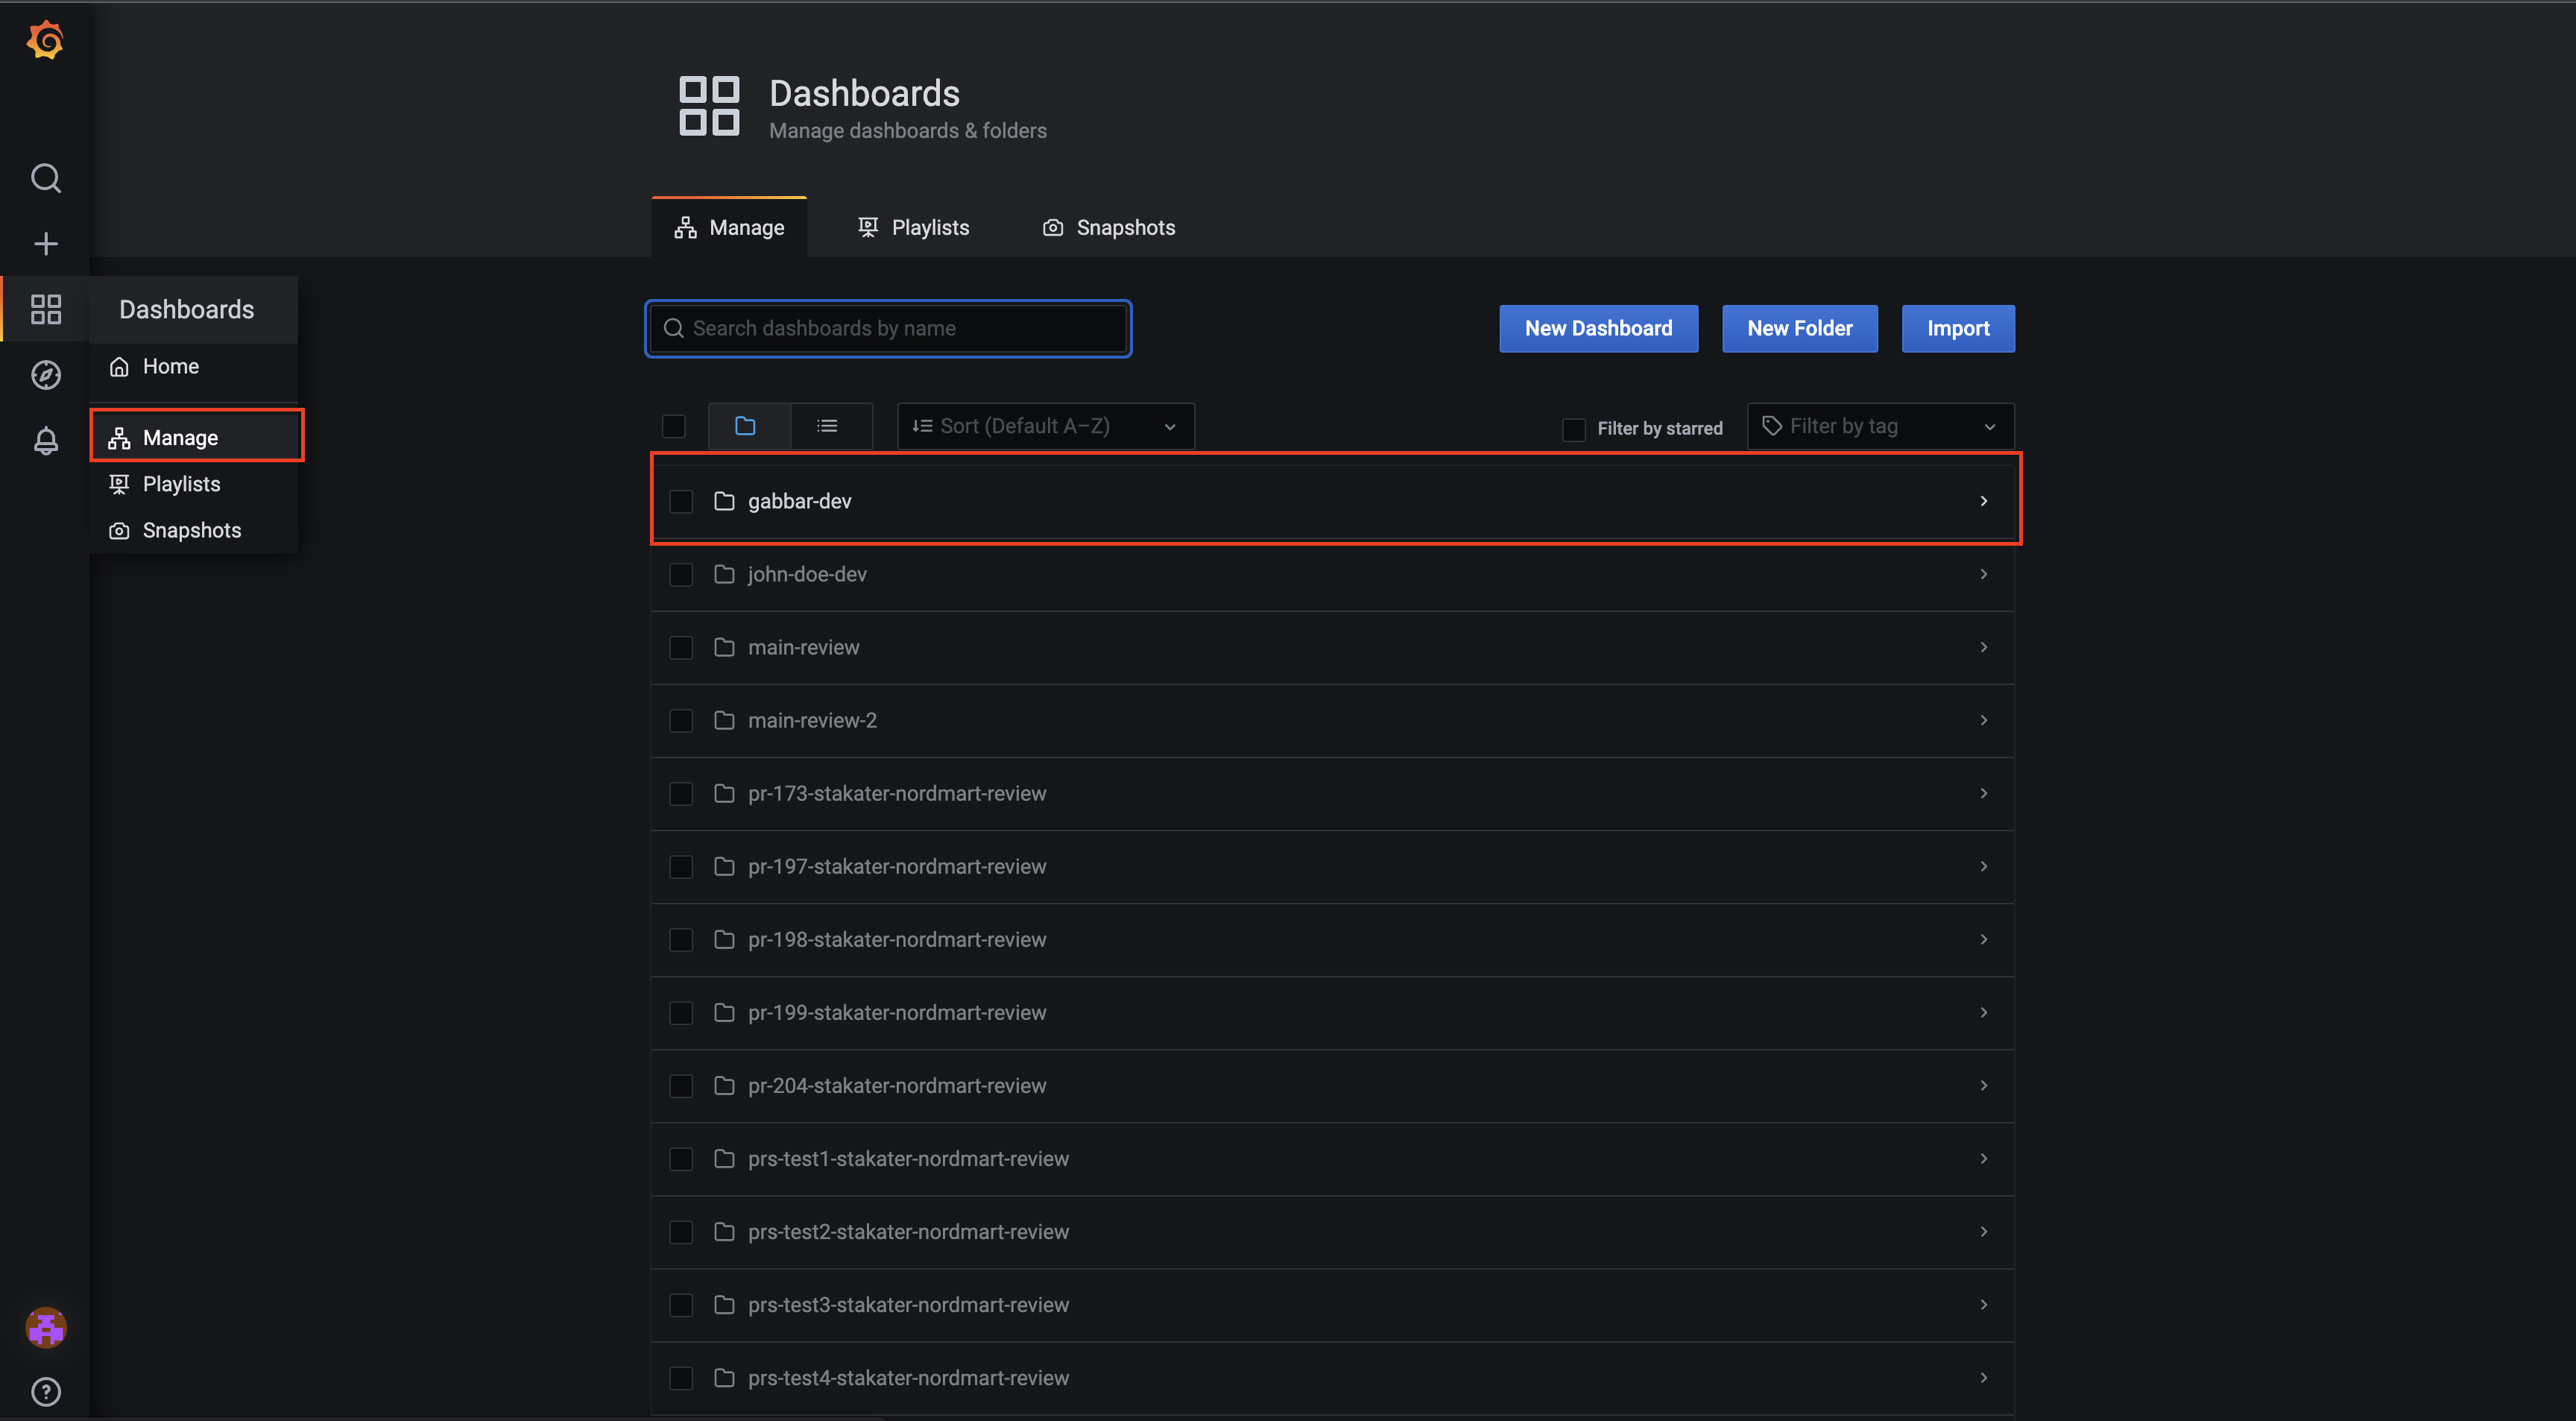 Dashboards
Manage dashboards & folders
Manage
Playlists
Snapshots
Dashboards
Home
Manage
Playlists
Snapshots
Search dashboards by name
New Dashboard
New Folder
Import
Sort (Default A–Z)
Filter by starred
Filter by tag
gabbar-dev
john-doe-dev
main-review
main-review-2
pr-173-stakater-nordmart-review
pr-197-stakater-nordmart-review
pr-198-stakater-nordmart-review
pr-199-stakater-nordmart-review
pr-204-stakater-nordmart-review
prs-test1-stakater-nordmart-review
prs-test2-stakater-nordmart-review
prs-test3-stakater-nordmart-review
prs-test4-stakater-nordmart-review